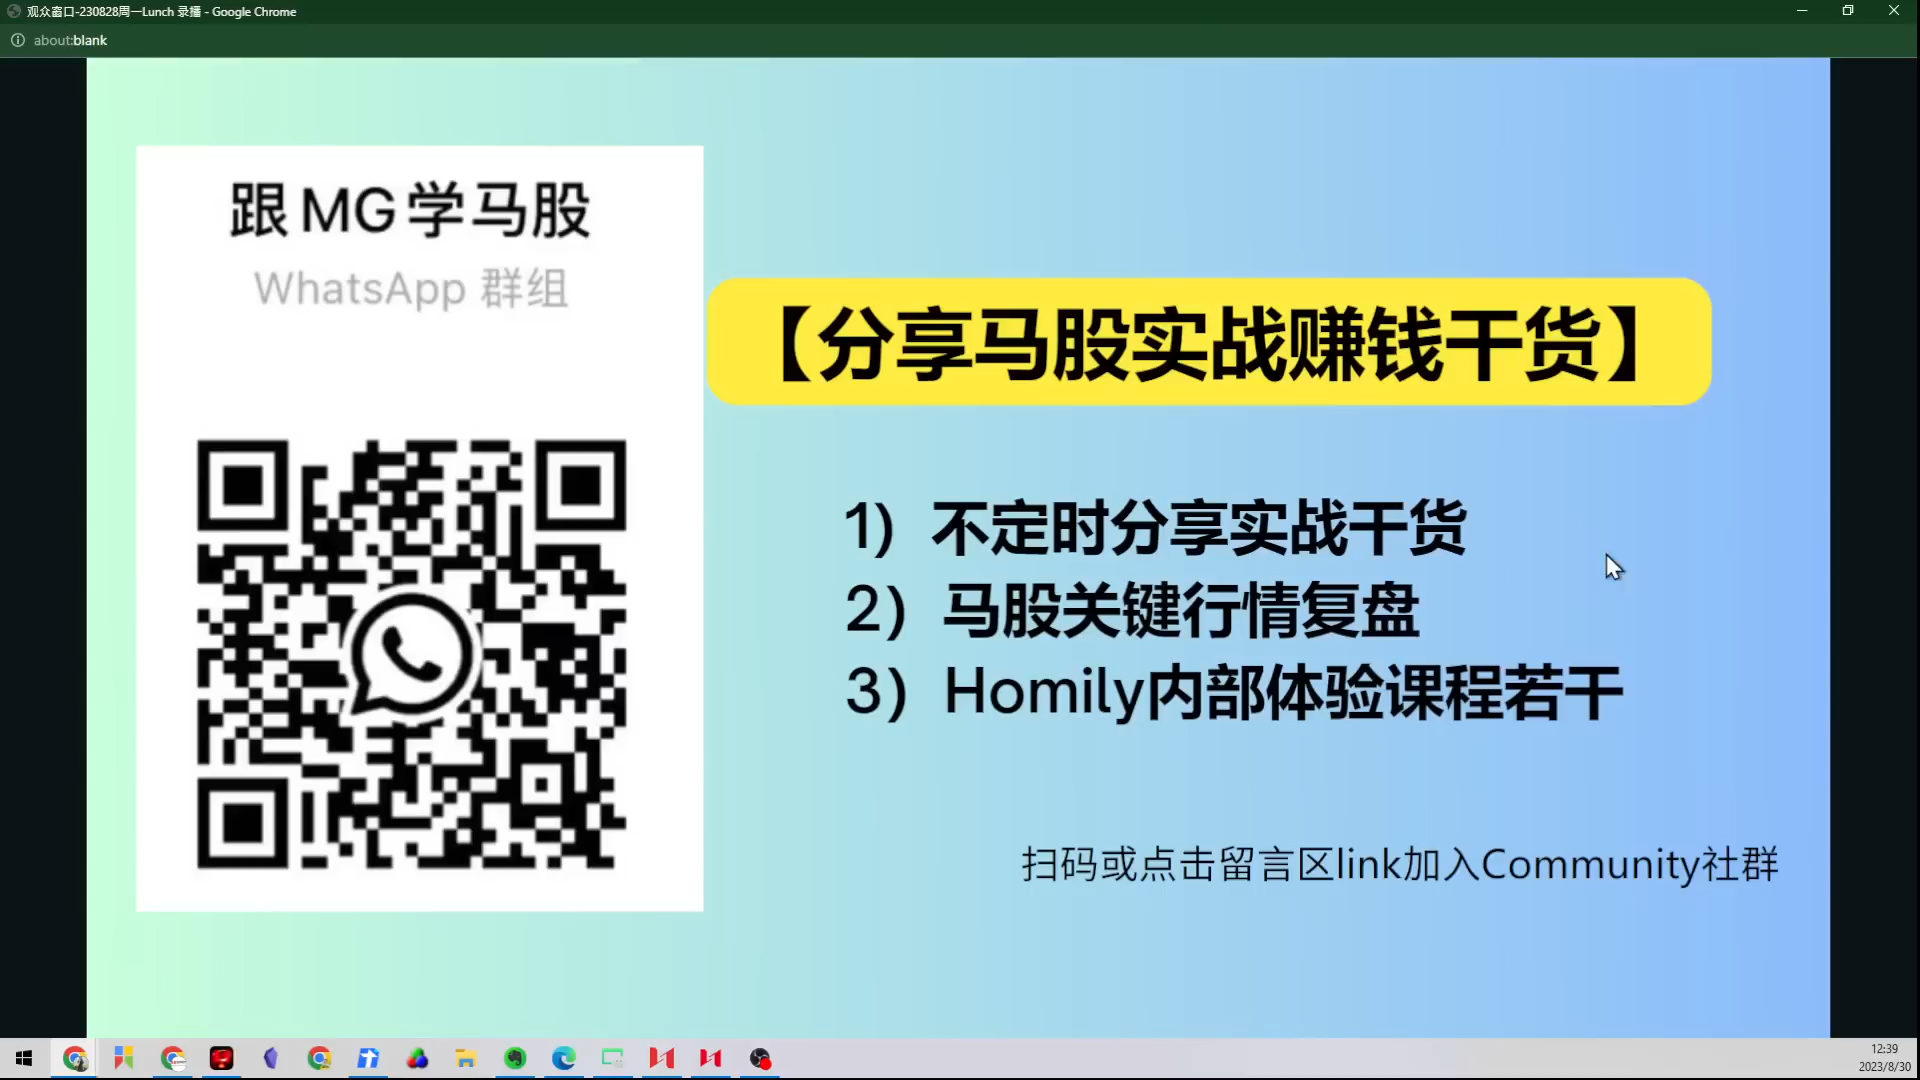 观众窗口-230828周一Lunch 录播 - Google Chrome
about:blank
跟MG学马股
WhatsApp 群组
【分享马股实战赚钱干货】
1）不定时分享实战干货
2）马股关键行情复盘
3）Homily内部体验课程若干
扫码或点击留言区link加入Community社群
12:39
2023/8/30